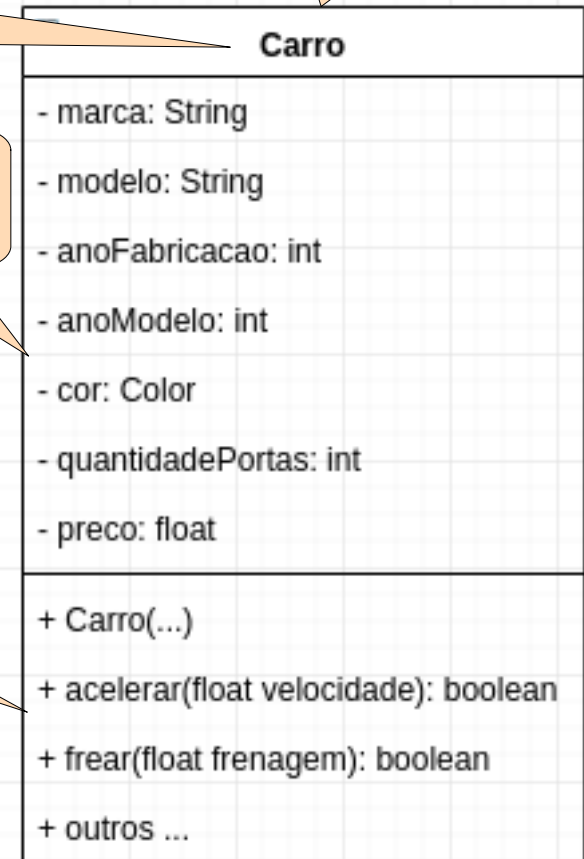 Carro
- marca: String
- modelo: String
- anoFabricacao: int
- anoModelo: int
- cor: Color
- quantidadePortas: int
- preco: float
+ Carro(...)
+ acelerar(float velocidade): boolean
+ frear(float frenagem): boolean
+ outros ...